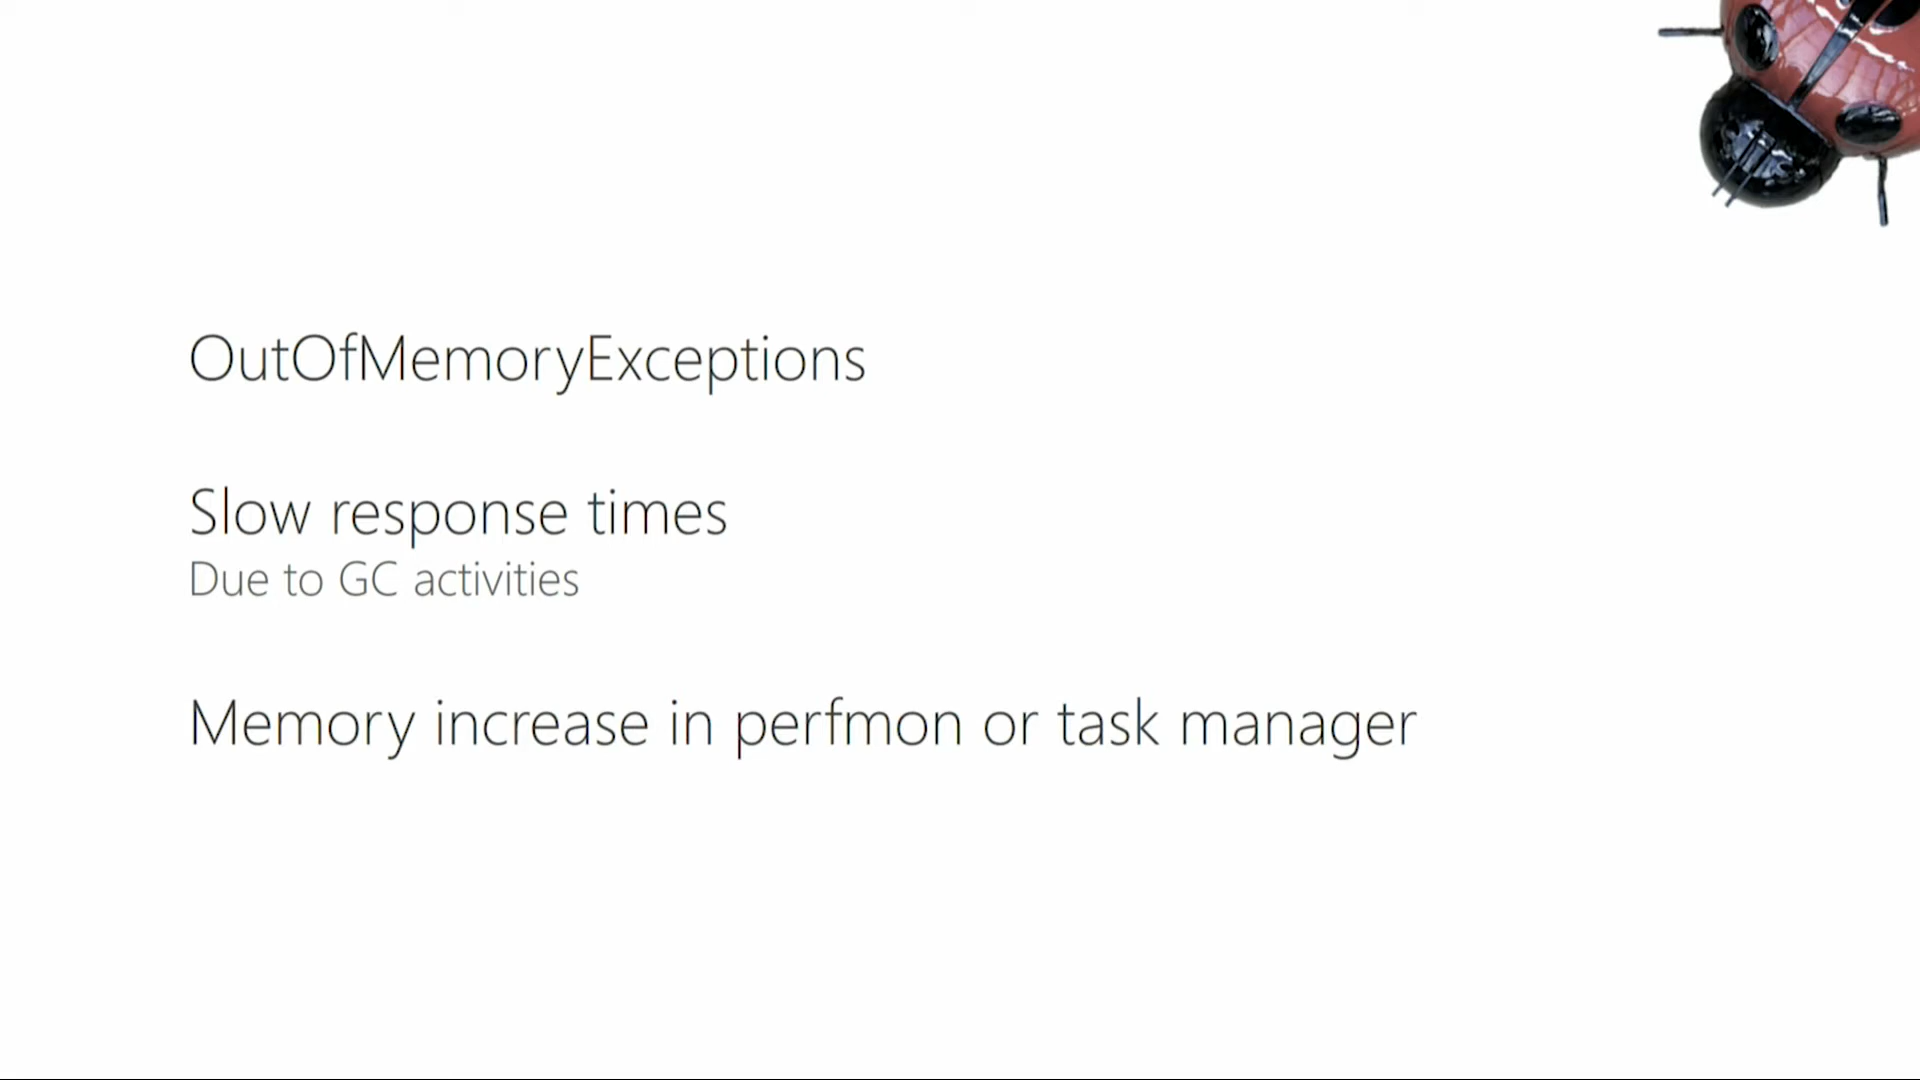 OutOfMemoryExceptions
Slow response times
Due to GC activities
Memory increase in perfmon or task manager